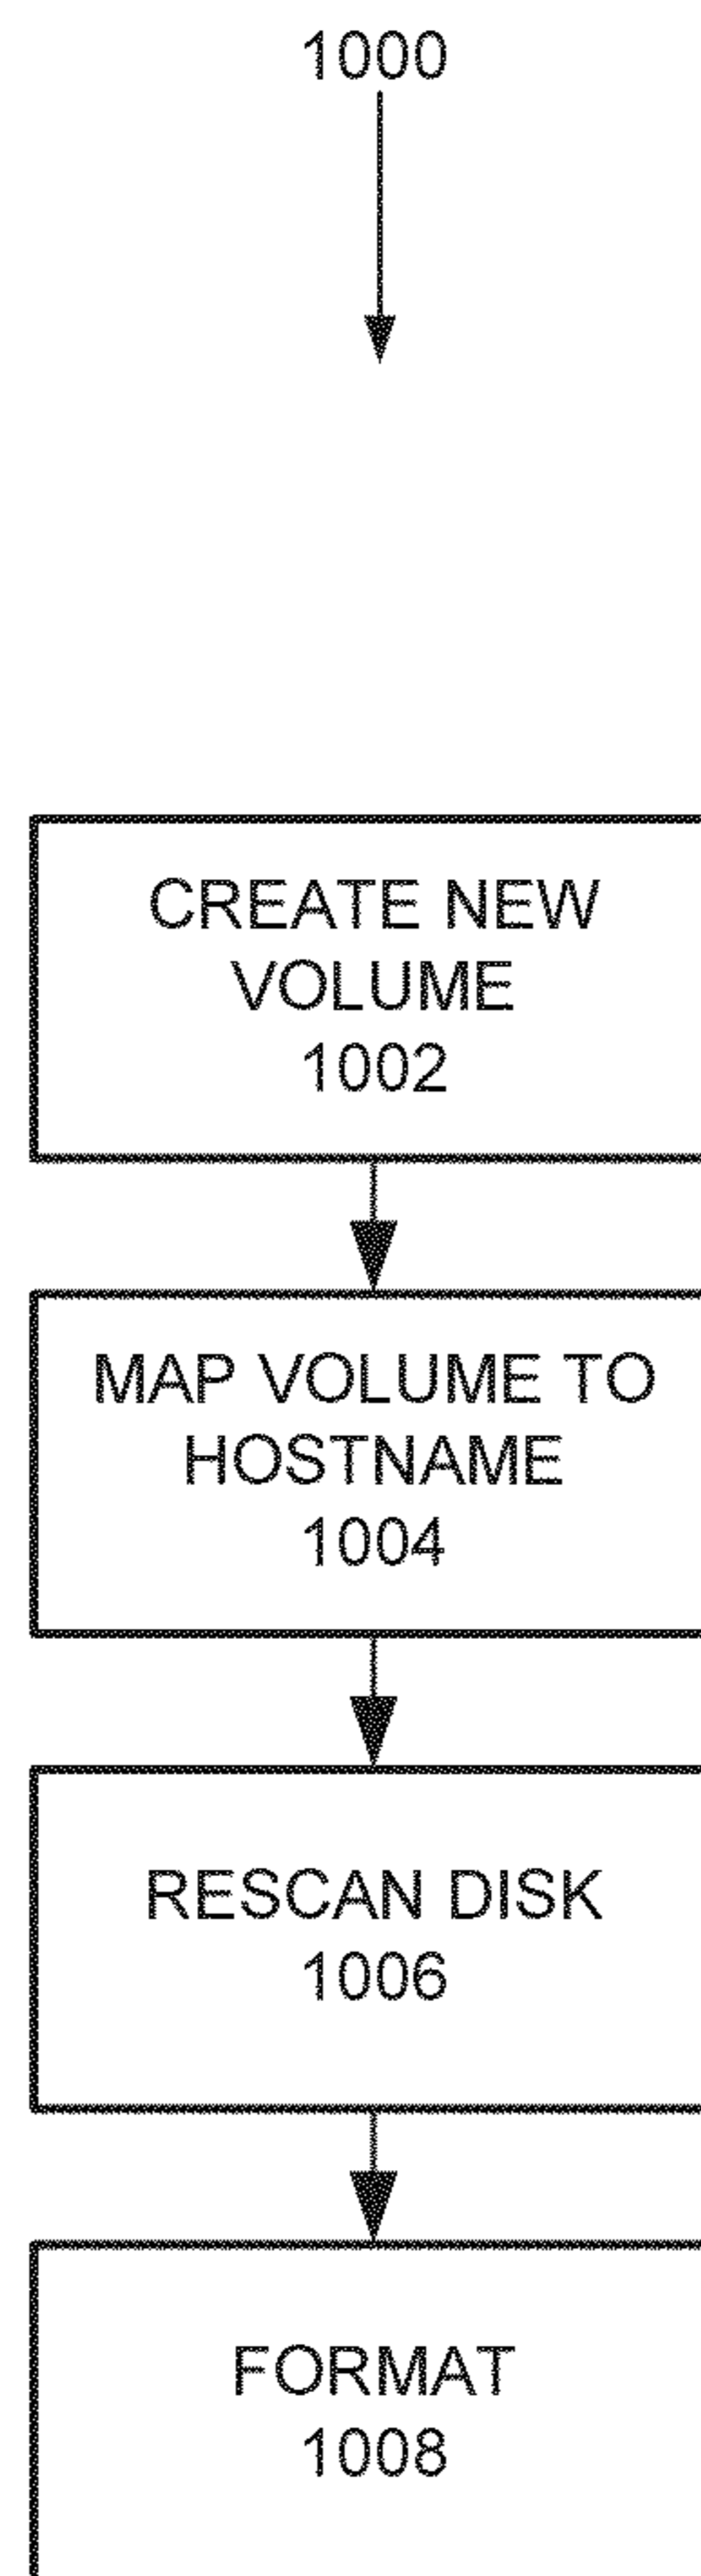 1000
CREATE NEW
VOLUME
1002
MAP VOLUME TO
HOSTNAME
1004
RESCAN DISK
1006
FORMAT
1008